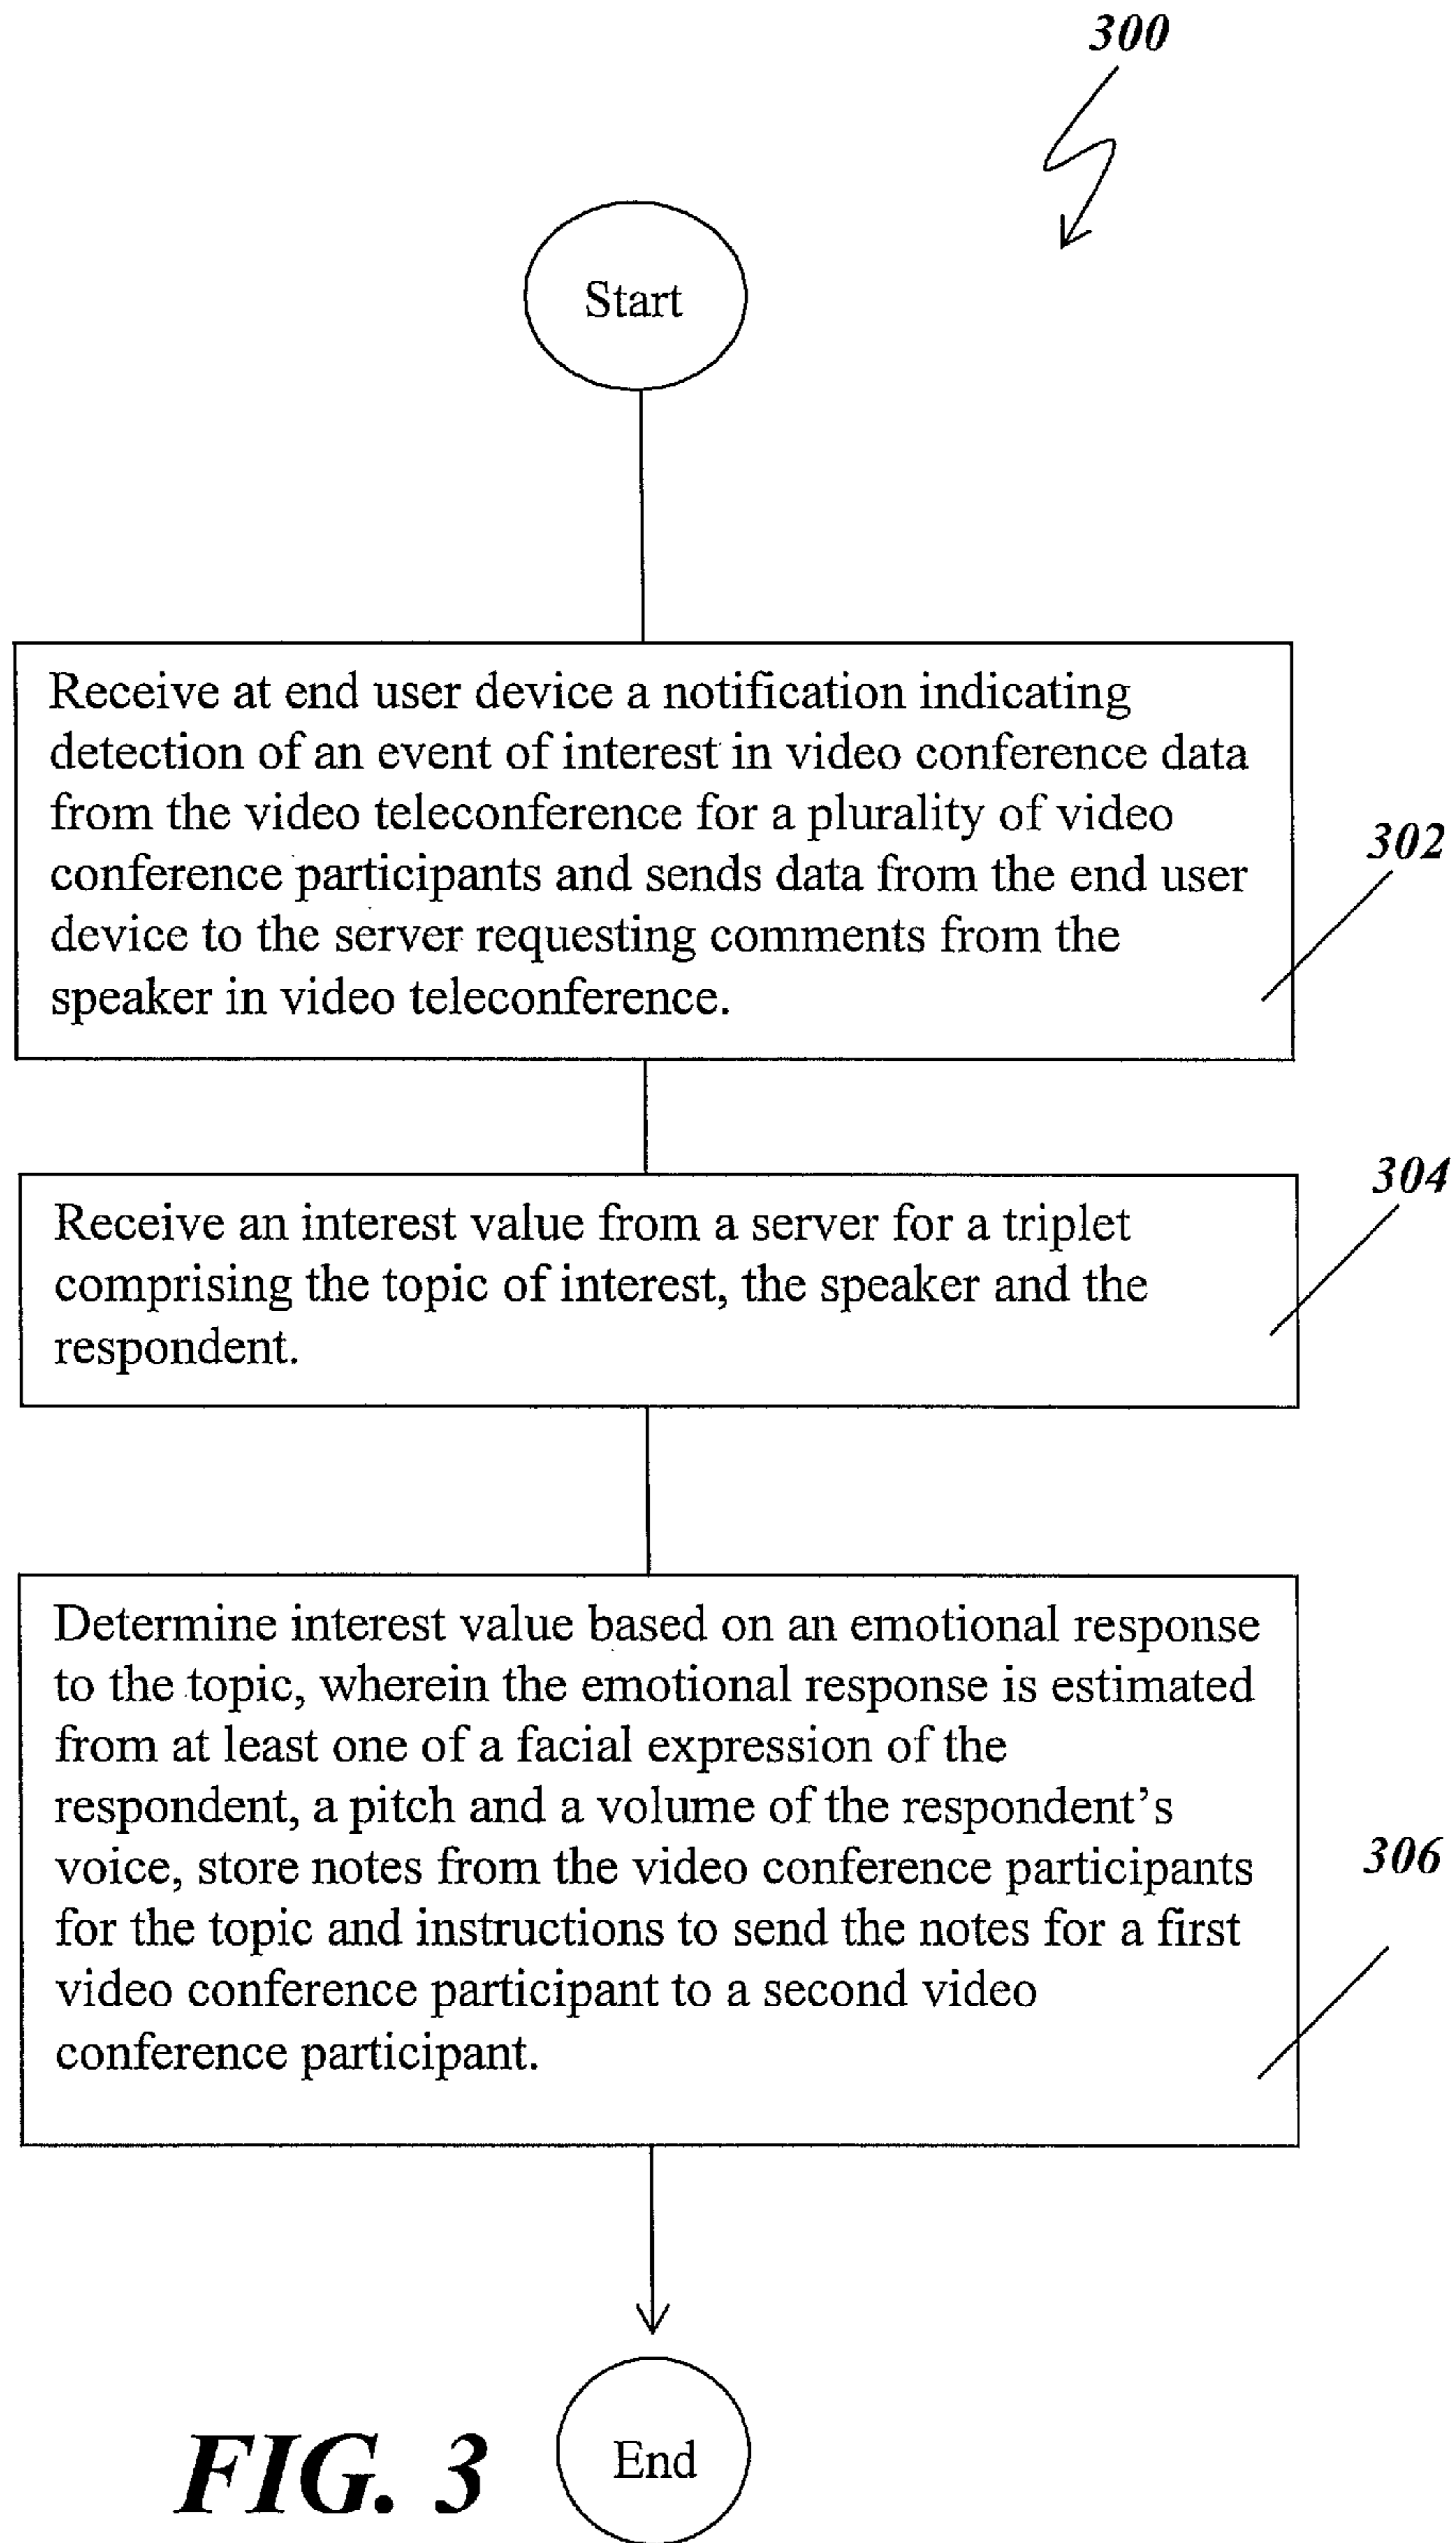 300
Start
Receive at end user device a notification indicating
detection of an event of interest in video conference data
from the video teleconference for a plurality of video
conference participants and sends data from the end user
device to the server requesting comments from the
speaker in video teleconference.
302
Receive an interest value from a server for a triplet
comprising the topic of interest, the speaker and the
respondent.
304
Determine interest value based on an emotional response
to the topic, wherein the emotional response is estimated
from at least one of a facial expression of the
respondent, a pitch and a volume of the respondent’s
voice, store notes from the video conference participants
for the topic and instructions to send the notes for a first
video conference participant to a second video
conference participant.
306
End
FIG. 3